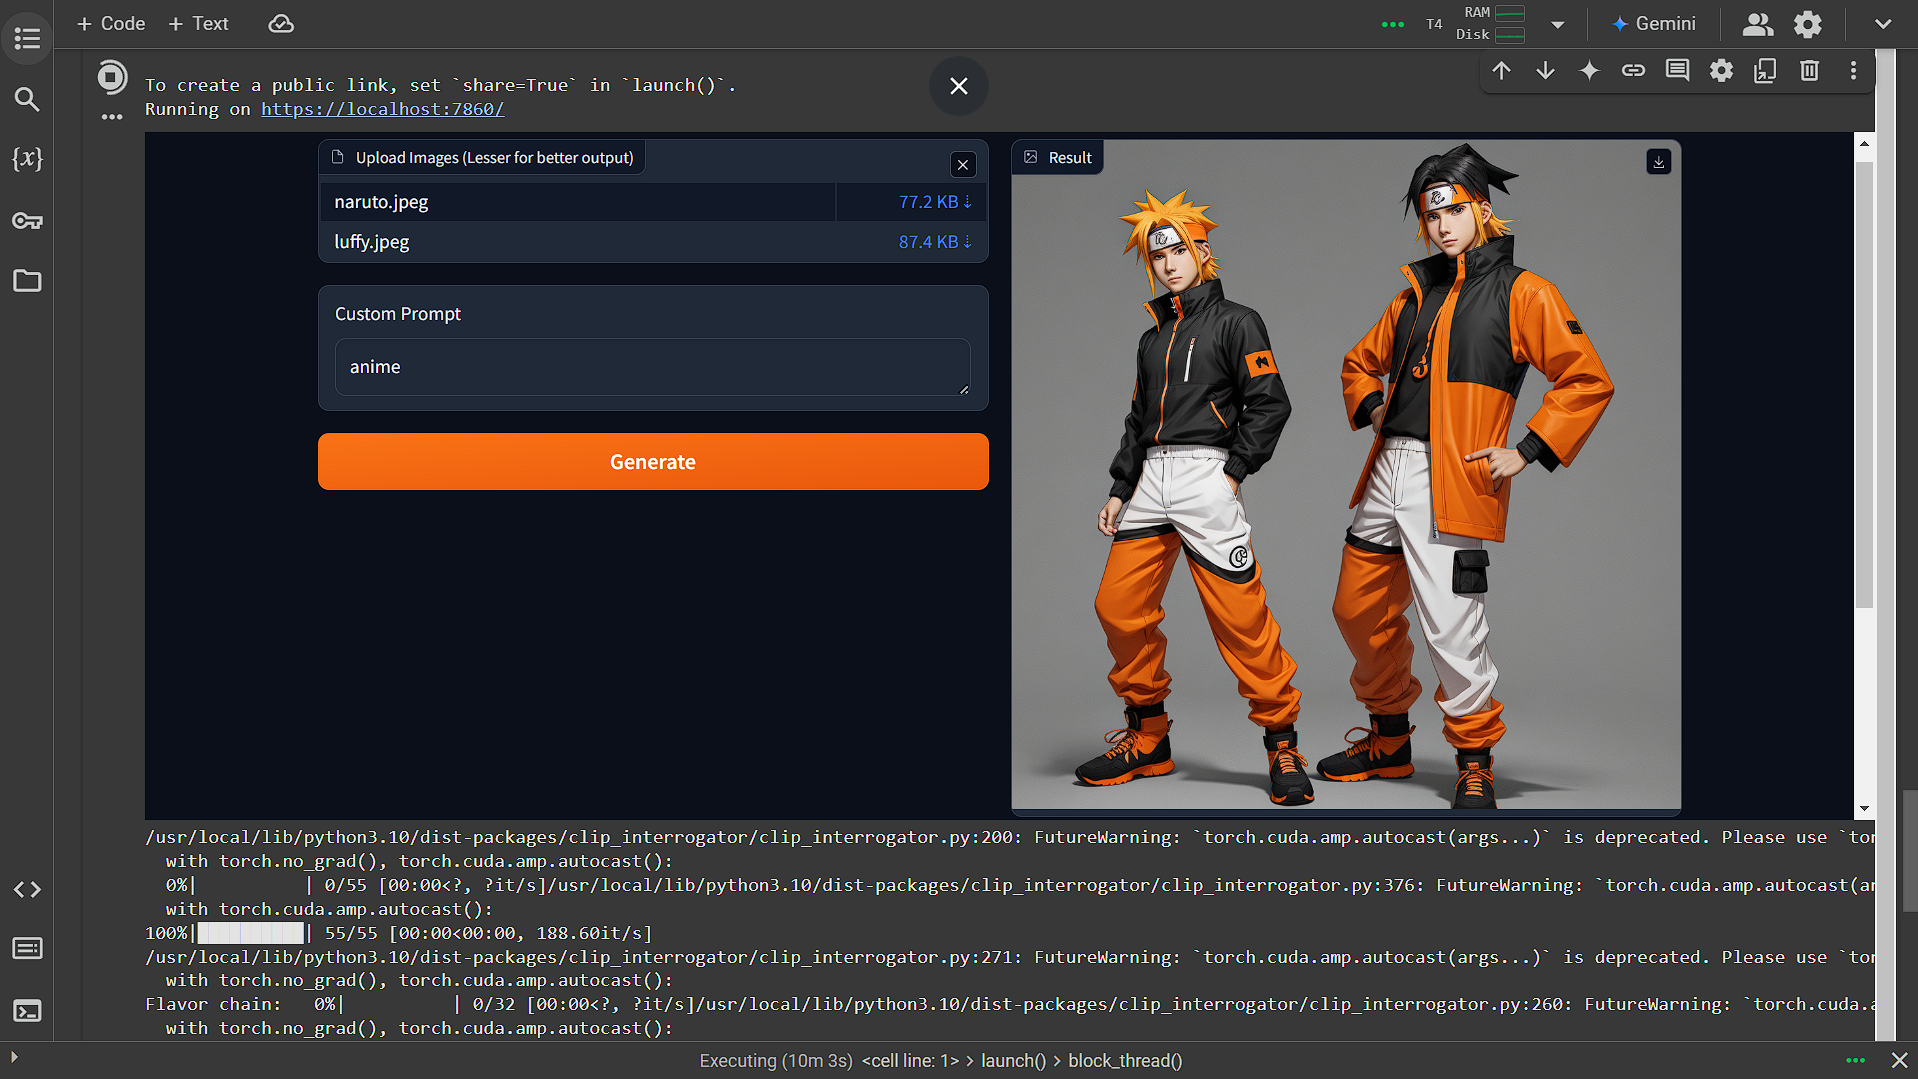 + Code + Text
T4
RAM
Disk
Gemini
To create a public link, set `share=True` in `launch()`.
Running on https://localhost:7860/
Upload Images (Lesser for better output)
naruto.jpeg 77.2 KB ↓
luffy.jpeg 87.4 KB ↓
Custom Prompt
anime
Generate
Result
{x}
/usr/local/lib/python3.10/dist-packages/clip_interrogator/clip_interrogator.py:200: FutureWarning: `torch.cuda.amp.autocast(args...)` is deprecated. Please use `tor
with torch.no_grad(), torch.cuda.amp.autocast():
0%| | 0/55 [00:00<?, ?it/s]/usr/local/lib/python3.10/dist-packages/clip_interrogator/clip_interrogator.py:376: FutureWarning: `torch.cuda.amp.autocast(ar
with torch.cuda.amp.autocast():
100%|██████████| 55/55 [00:00<00:00, 188.60it/s]
/usr/local/lib/python3.10/dist-packages/clip_interrogator/clip_interrogator.py:271: FutureWarning: `torch.cuda.amp.autocast(args...)` is deprecated. Please use `tor
with torch.no_grad(), torch.cuda.amp.autocast():
Flavor chain: 0%| | 0/32 [00:00<?, ?it/s]/usr/local/lib/python3.10/dist-packages/clip_interrogator/clip_interrogator.py:260: FutureWarning: `torch.cuda.a
with torch.no_grad(), torch.cuda.amp.autocast():
Executing (10m 3s) <cell line: 1> > launch() > block_thread()